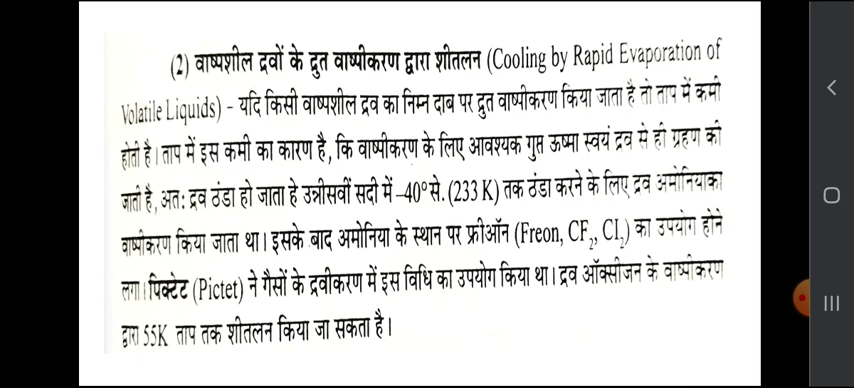 (2) वाष्पशील द्रवों के द्रुत वाष्पीकरण द्वारा शीतलन (Cooling by Rapid Evaporation of
Volatile Liquids) – यदि किसी वाष्पशील द्रव का निम्न दाब पर द्रुत वाष्पीकरण किया जाता है तो ताप में कमी
होती है। ताप में इस कमी का कारण है, कि वाष्पीकरण के लिए आवश्यक गुप्त ऊष्मा स्वयं द्रव से ही ग्रहण की
जाती है, अतः द्रव ठंडा हो जाता हे उन्नीसवीं सदी में –40°से. (233 K) तक ठंडा करने के लिए द्रव अमोनियाका
वाष्पीकरण किया जाता था। इसके बाद अमोनिया के स्थान पर फ्रीऑन (Freon, CF₂, CI₂) का उपयोग होने
लगा। पिक्टेट (Pictet) ने गैसों के द्रवीकरण में इस विधि का उपयोग किया था। द्रव ऑक्सीजन के वाष्पीकरण
द्वारा 55K ताप तक शीतलन किया जा सकता है।